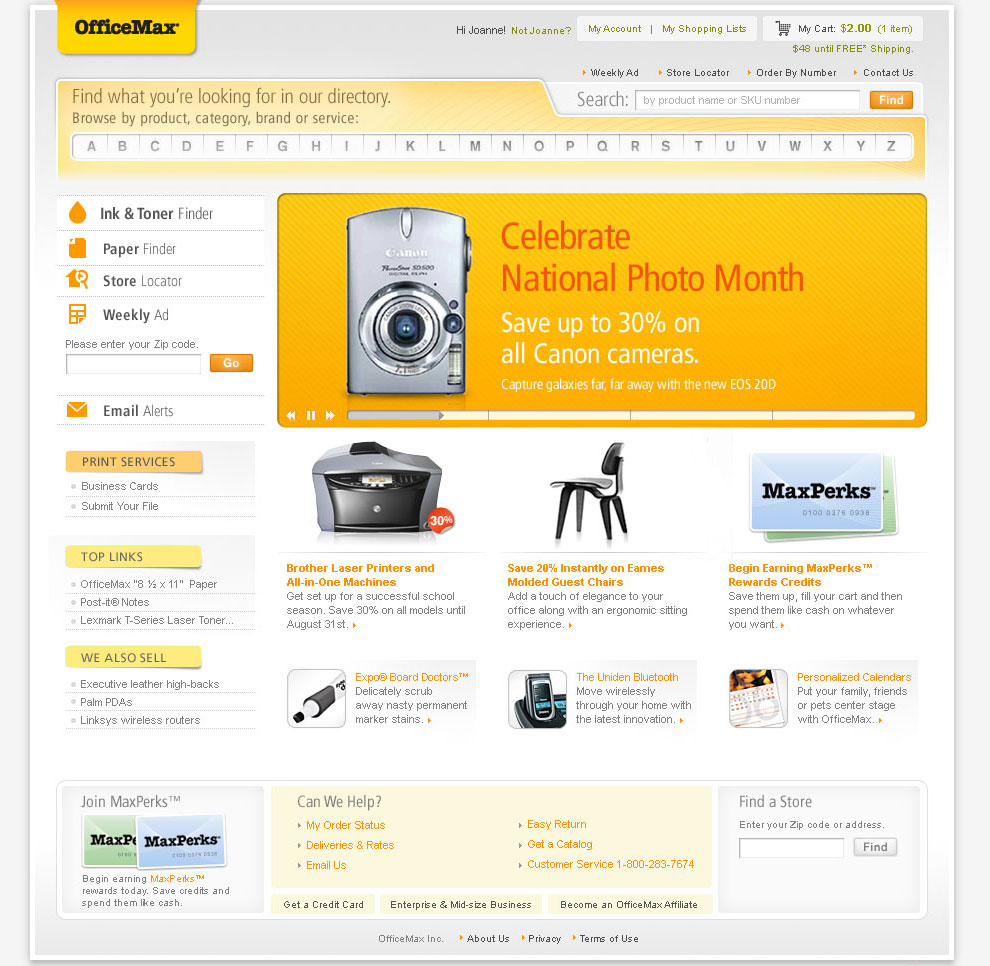 OfficeMax®
Hi Joanne! Not Joanne?
My Account | My Shopping Lists
My Cart: $2.00 (1 item)
$48 until FREE* Shipping.
Weekly Ad Store Locator Order By Number Contact Us
Find what you're looking for in our directory.
Browse by product, category, brand or service:
Search: by product name or SKU number Find
A B C D E F G H I J K L M N O P Q R S T U V W X Y Z
Ink & Toner Finder
Paper Finder
Store Locator
Weekly Ad
Please enter your Zip code.
Go
Email Alerts
Canon
PowerShot SD500
DIGITAL ELPH
Celebrate
National Photo Month
Save up to 30% on
all Canon cameras.
Capture galaxies far, far away with the new EOS 20D
PRINT SERVICES
Business Cards
Submit Your File
TOP LINKS
OfficeMax "8 ½ x 11" Paper
Post-it® Notes
Lexmark T-Series Laser Toner...
WE ALSO SELL
Executive leather high-backs
Palm PDAs
Linksys wireless routers
30%
Brother Laser Printers and
All-in-One Machines
Get set up for a successful school
season. Save 30% on all models until
August 31st.
Save 20% Instantly on Eames
Molded Guest Chairs
Add a touch of elegance to your
office along with an ergonomic sitting
experience.
MaxPerks™
0100 0376 0938
Begin Earning MaxPerks™
Rewards Credits
Save them up, fill your cart and then
spend them like cash on whatever
you want.
Expo® Board Doctors™
Delicately scrub
away nasty permanent
marker stains.
The Uniden Bluetooth
Move wirelessly
through your home with
the latest innovation.
Personalized Calendars
Put your family, friends
or pets center stage
with OfficeMax.
Join MaxPerks™
MaxPe
MaxPerks™
0100 0376 0938
Begin earning MaxPerks™
rewards today. Save credits and
spend them like cash.
Can We Help?
My Order Status
Deliveries & Rates
Email Us
Easy Return
Get a Catalog
Customer Service 1-800-283-7674
Get a Credit Card
Enterprise & Mid-size Business
Become an OfficeMax Affiliate
Find a Store
Enter your Zip code or address.
Find
OfficeMax Inc. About Us Privacy Terms of Use